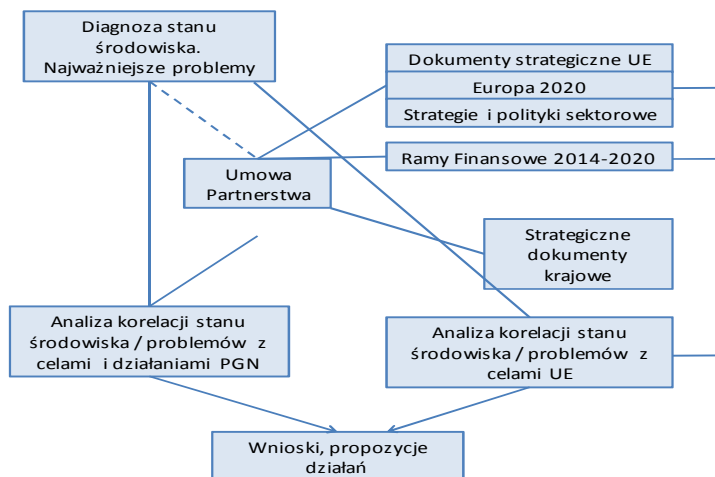 Diagnoza stanu
środowiska.
Najważniejsze problemy
Dokumenty strategiczne UE
Europa 2020
Strategie i polityki sektorowe
Ramy Finansowe 2014-2020
Umowa
Partnerstwa
Strategiczne
dokumenty
krajowe
Analiza korelacji stanu
środowiska / problemów z
celami i działaniami PGN
Analiza korelacji stanu
środowiska / problemów z
celami UE
Wnioski, propozycje
działań